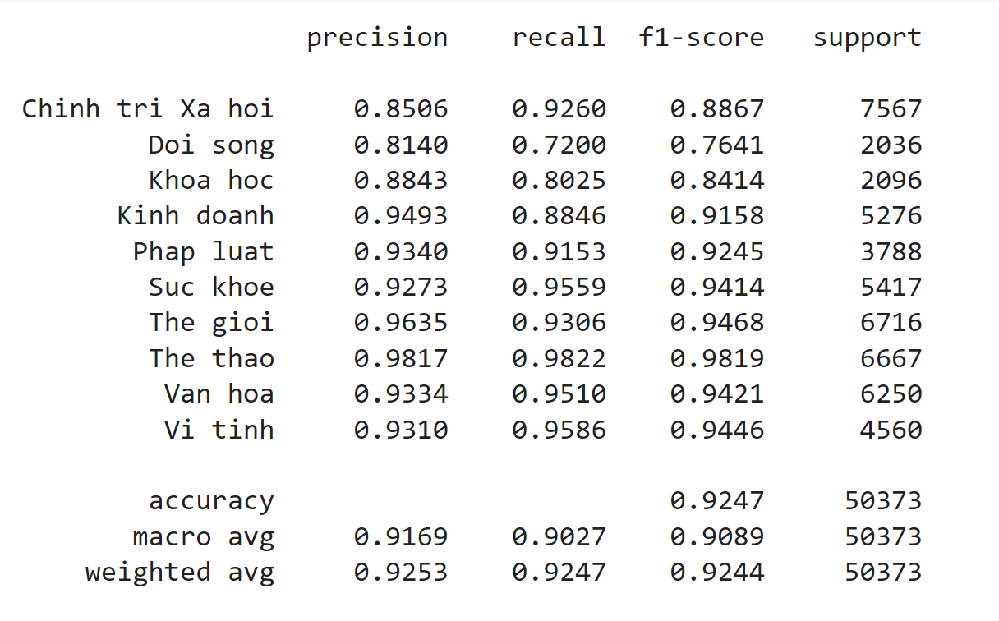 precision recall f1-score support
Chinh tri Xa hoi 0.8506 0.9260 0.8867 7567
Doi song 0.8140 0.7200 0.7641 2036
Khoa hoc 0.8843 0.8025 0.8414 2096
Kinh doanh 0.9493 0.8846 0.9158 5276
Phap luat 0.9340 0.9153 0.9245 3788
Suc khoe 0.9273 0.9559 0.9414 5417
The gioi 0.9635 0.9306 0.9468 6716
The thao 0.9817 0.9822 0.9819 6667
Van hoa 0.9334 0.9510 0.9421 6250
Vi tinh 0.9310 0.9586 0.9446 4560
accuracy 0.9247 50373
macro avg 0.9169 0.9027 0.9089 50373
weighted avg 0.9253 0.9247 0.9244 50373